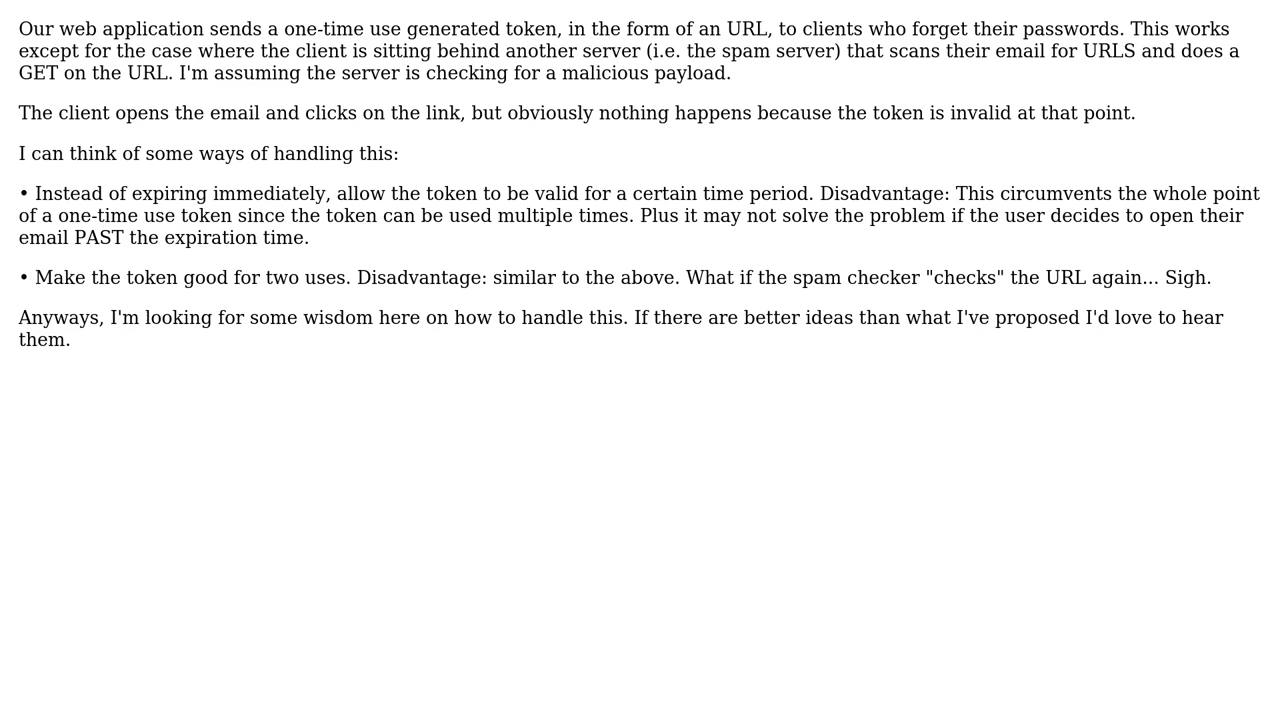 Our web application sends a one-time use generated token, in the form of an URL, to clients who forget their passwords. This works
except for the case where the client is sitting behind another server (i.e. the spam server) that scans their email for URLS and does a
GET on the URL. I'm assuming the server is checking for a malicious payload.
The client opens the email and clicks on the link, but obviously nothing happens because the token is invalid at that point.
I can think of some ways of handling this:
• Instead of expiring immediately, allow the token to be valid for a certain time period. Disadvantage: This circumvents the whole point
of a one-time use token since the token can be used multiple times. Plus it may not solve the problem if the user decides to open their
email PAST the expiration time.
• Make the token good for two uses. Disadvantage: similar to the above. What if the spam checker "checks" the URL again... Sigh.
Anyways, I'm looking for some wisdom here on how to handle this. If there are better ideas than what I've proposed I'd love to hear
them.